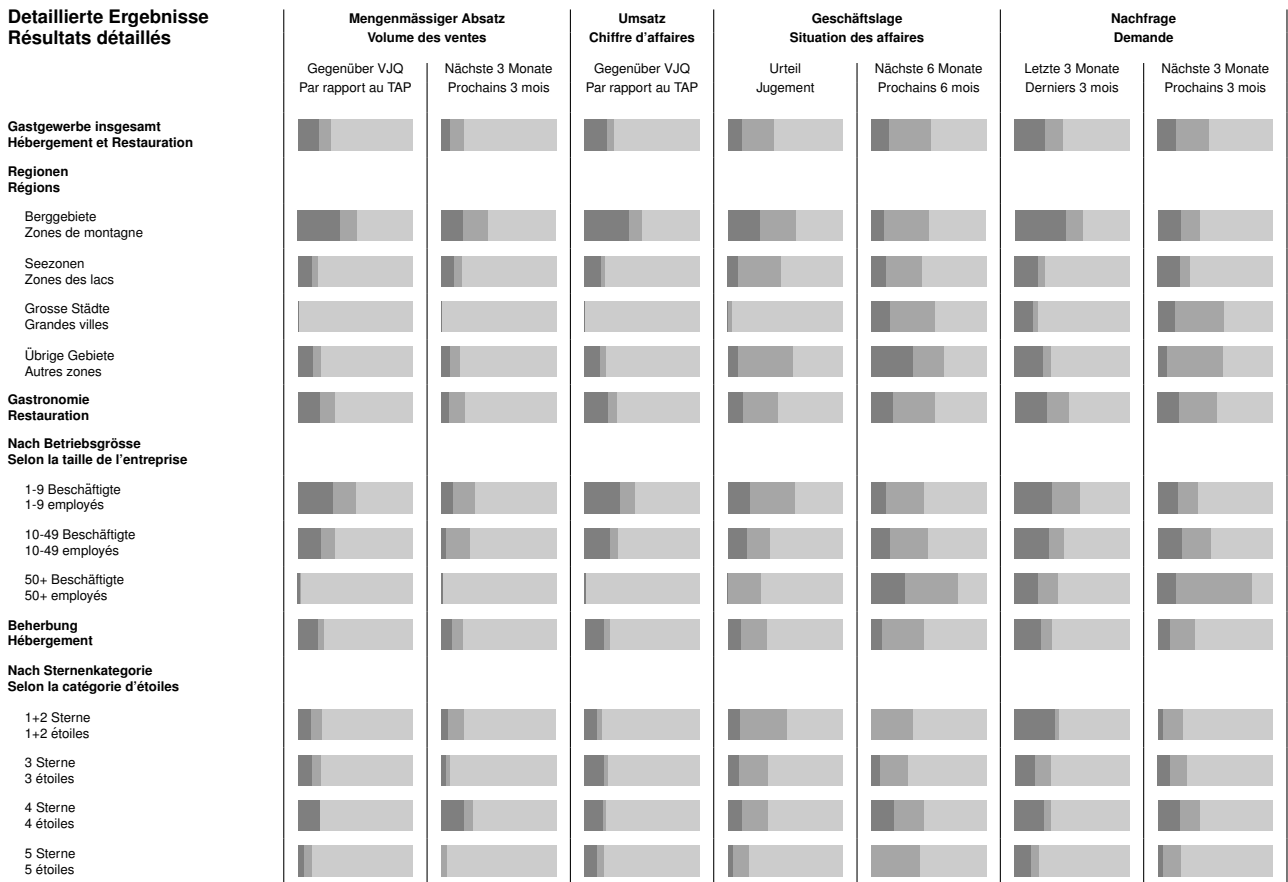 Detaillierte Ergebnisse
Résultats détaillés
Mengenmässiger Absatz
Volume des ventes
Umsatz
Chiffre d'affaires
Geschäftslage
Situation des affaires
Nachfrage
Demande
Gegenüber VJQ
Par rapport au TAP
Nächste 3 Monate
Prochains 3 mois
Gegenüber VJQ
Par rapport au TAP
Urteil
Jugement
Nächste 6 Monate
Prochains 6 mois
Letzte 3 Monate
Derniers 3 mois
Nächste 3 Monate
Prochains 3 mois
Gastgewerbe insgesamt
Hébergement et Restauration
Regionen
Régions
Berggebiete
Zones de montagne
Seezonen
Zones des lacs
Grosse Städte
Grandes villes
Übrige Gebiete
Autres zones
Gastronomie
Restauration
Nach Betriebsgrösse
Selon la taille de l'entreprise
1-9 Beschäftigte
1-9 employés
10-49 Beschäftigte
10-49 employés
50+ Beschäftigte
50+ employés
Beherbung
Hébergement
Nach Sternenkategorie
Selon la catégorie d'étoiles
1+2 Sterne
1+2 étoiles
3 Sterne
3 étoiles
4 Sterne
4 étoiles
5 Sterne
5 étoiles